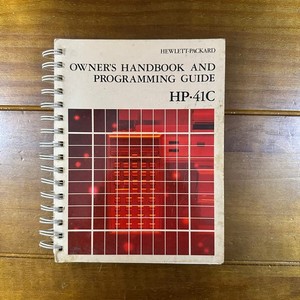 HEWLETT-PACKARD
OWNER'S HANDBOOK AND
PROGRAMMING GUIDE
HP-41C